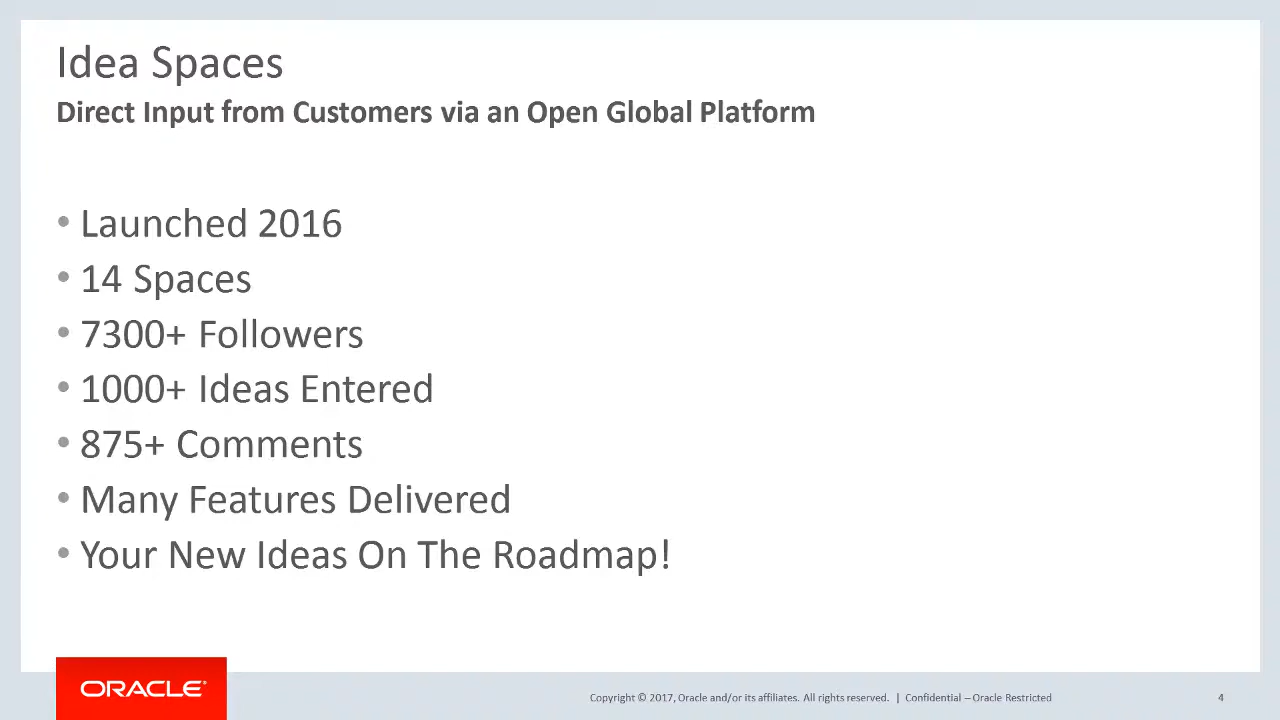 Idea Spaces
Direct Input from Customers via an Open Global Platform
• Launched 2016
• 14 Spaces
• 7300+ Followers
• 1000+ Ideas Entered
• 875+ Comments
• Many Features Delivered
• Your New Ideas On The Roadmap!
ORACLE®
Copyright © 2017, Oracle and/or its affiliates. All rights reserved. | Confidential – Oracle Restricted
4